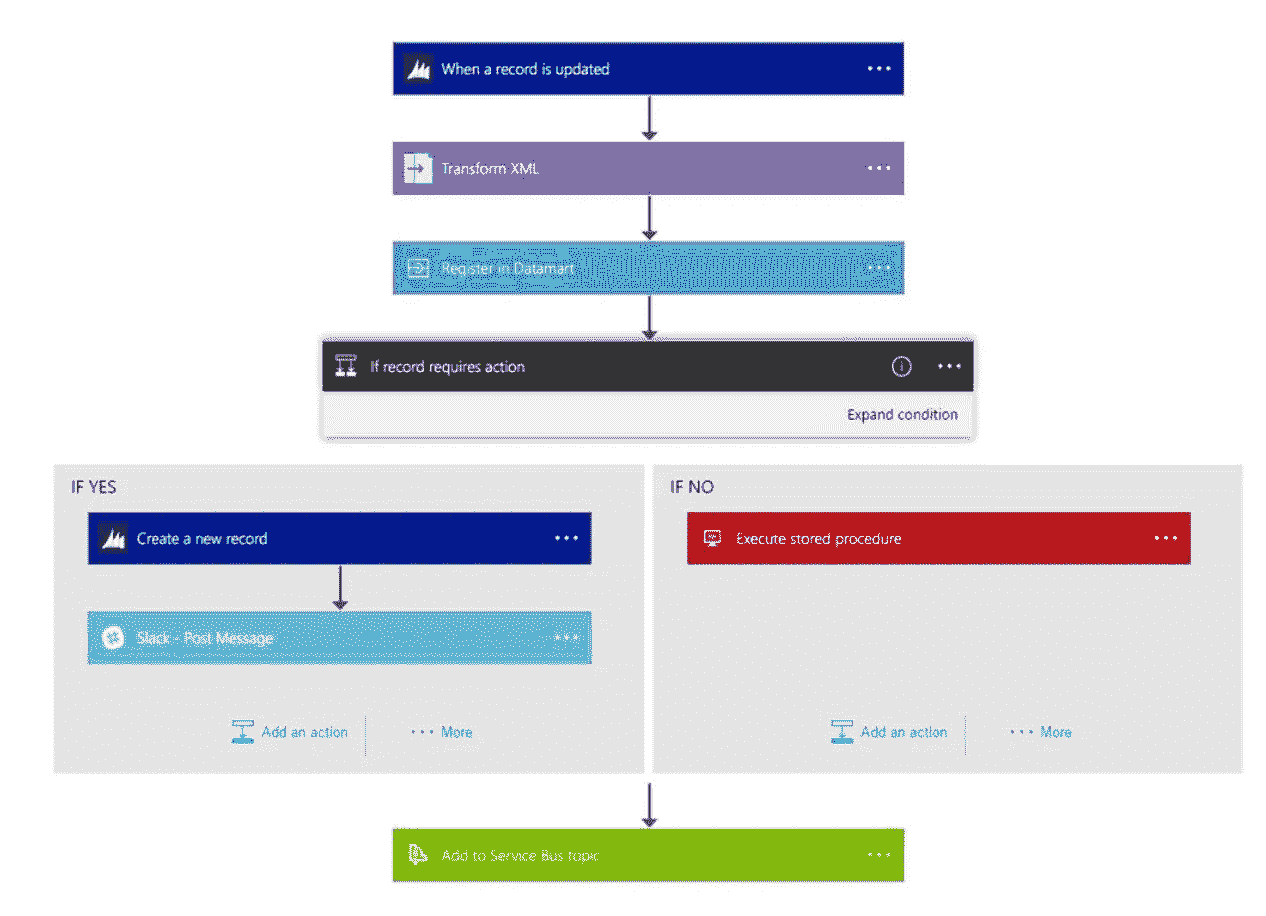 When a record is updated
Transform XML
Register in Datamart
If record requires action
Expand condition
IF YES
Create a new record
Slack - Post Message
Add an action
More
IF NO
Execute stored procedure
Add an action
More
Add to Service Bus topic